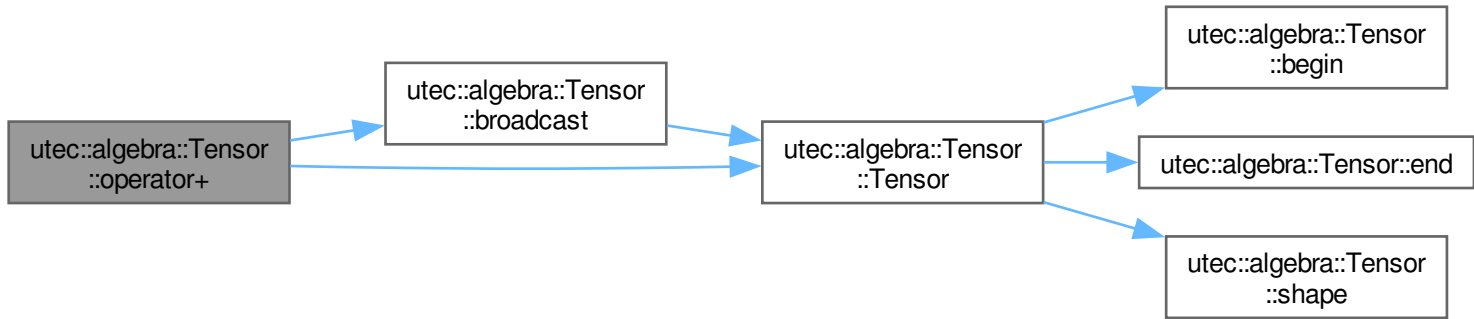 utec::algebra::Tensor
::operator+
utec::algebra::Tensor
::broadcast
utec::algebra::Tensor
::Tensor
utec::algebra::Tensor
::begin
utec::algebra::Tensor::end
utec::algebra::Tensor
::shape